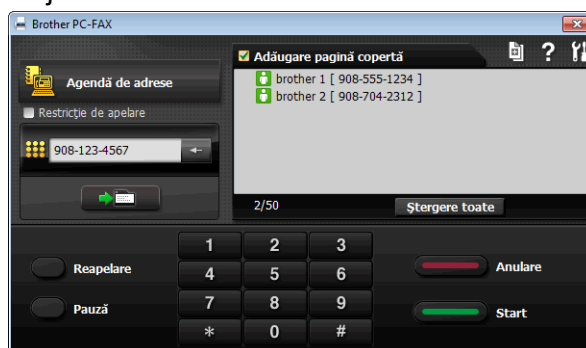 Brother PC-FAX
Agendă de adrese
Restricție de apelare
908-123-4567
Adăugare pagină copertă
?
brother 1 [ 908-555-1234 ]
brother 2 [ 908-704-2312 ]
2/50
Ștergere toate
Reapelare
Pauză
1 2 3
4 5 6
7 8 9
* 0 #
Anulare
Start